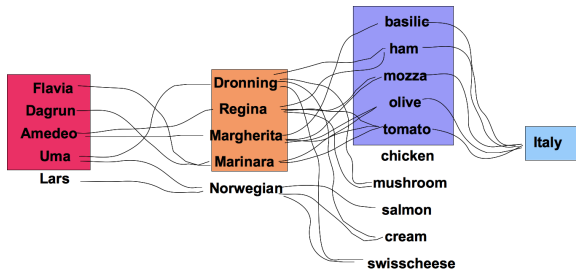 Flavia
Dagrun
Amedeo
Uma
Lars
Dronning
Regina
Margherita
Marinara
Norwegian
basilic
ham
mozza
olive
tomato
chicken
mushroom
salmon
cream
swisscheese
Italy